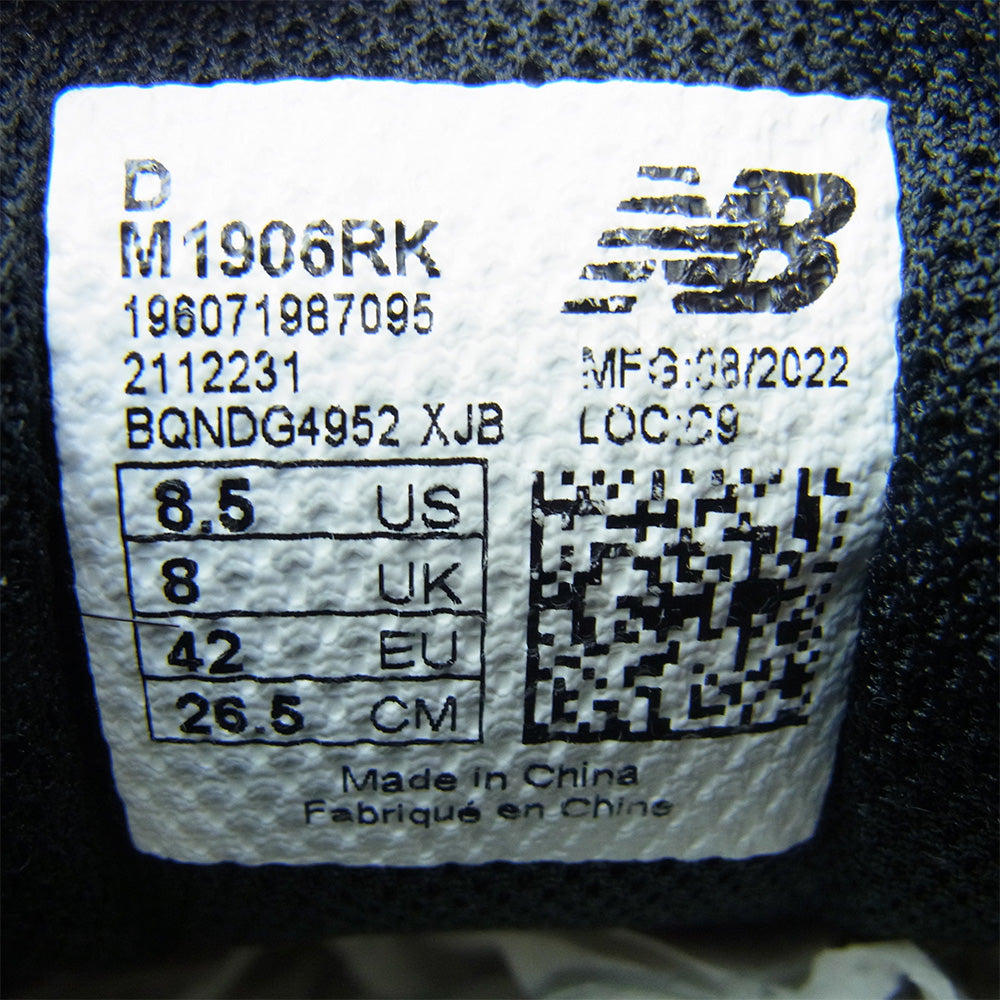 D
M1906RK
196071987095
2112231
BQNDG4952 XJB
NB
MFG:08/2022
LOC:C9
8.5 US
8 UK
42 EU
26.5 CM
Made in China
Fabriqué en Chine